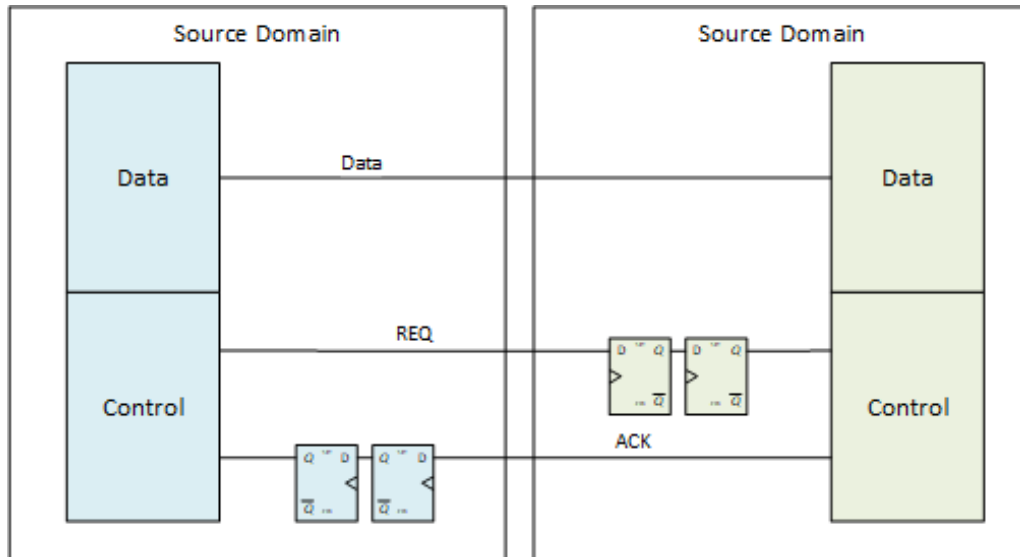 Source Domain
Source Domain
Data
Data
Data
REQ
D Q D Q
Q Q
Control
Control
ACK
Q D Q D
Q Q